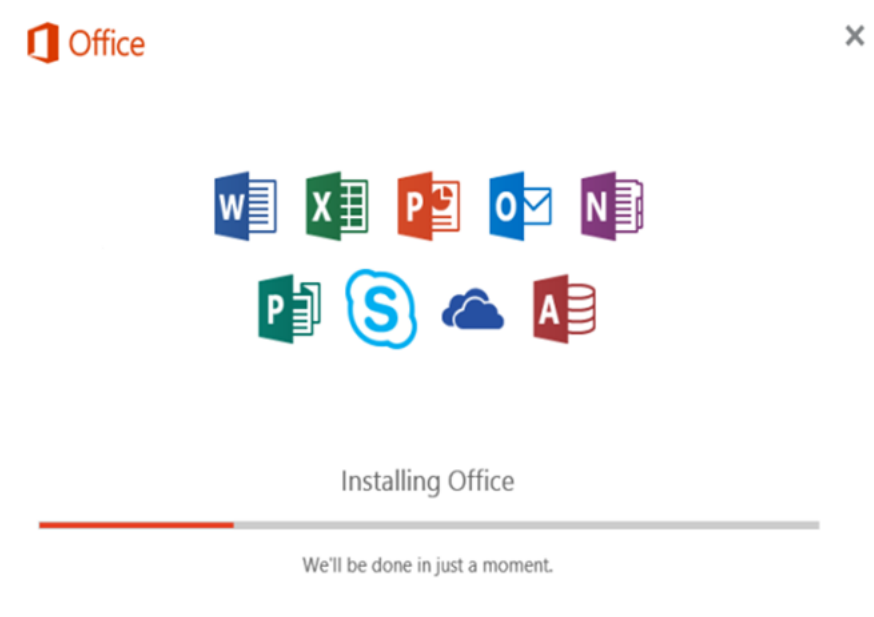 Office
W X P O N
P S A
Installing Office
We'll be done in just a moment.